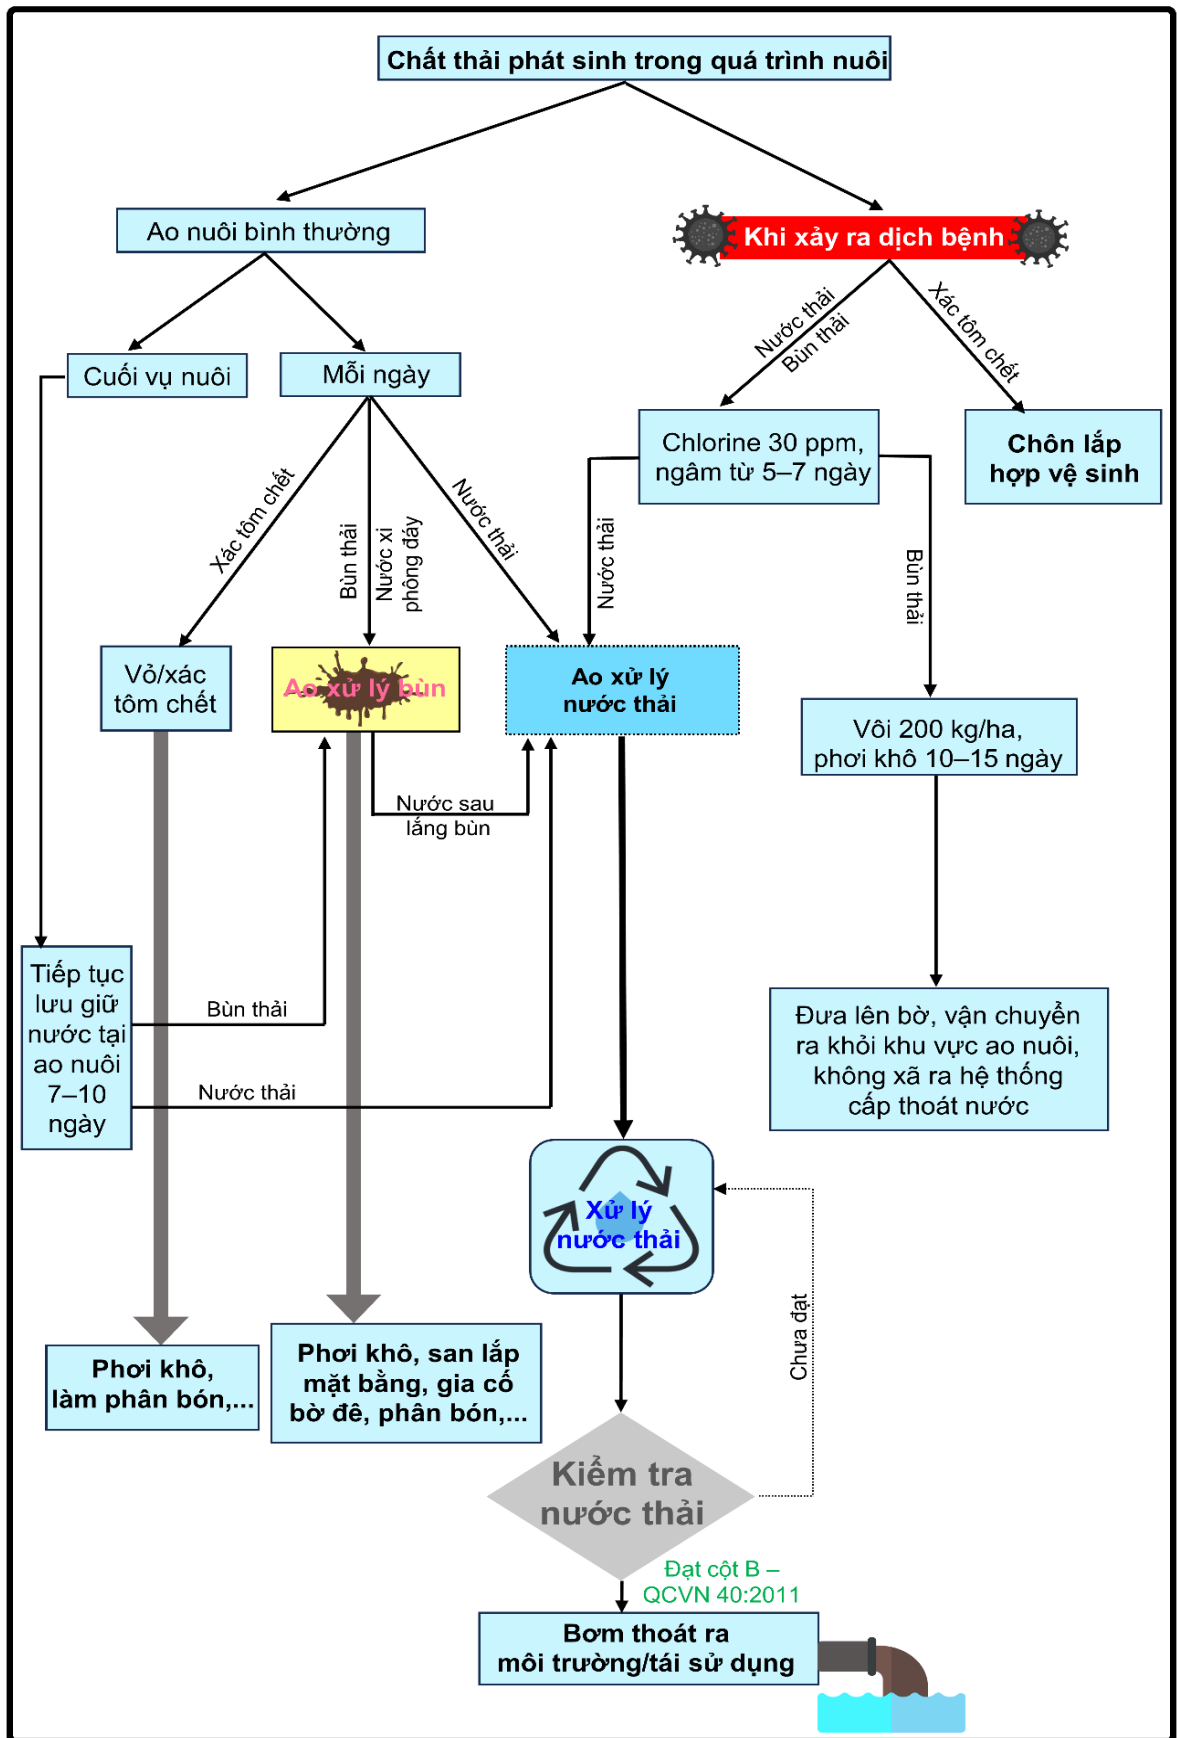 Chất thải phát sinh trong quá trình nuôi
Ao nuôi bình thường
Khi xảy ra dịch bệnh
Cuối vụ nuôi
Mỗi ngày
Nước thải
Bùn thải
Xác tôm chết
Chlorine 30 ppm,
ngâm từ 5–7 ngày
Chôn lắp
hợp vệ sinh
Xác tôm chết
Bùn thải
Nước xi
phông đáy
Nước thải
Nước thải
Bùn thải
Vỏ/xác
tôm chết
Ao xử lý bùn
Ao xử lý
nước thải
Vôi 200 kg/ha,
phơi khô 10–15 ngày
Nước sau
lắng bùn
Tiếp tục
lưu giữ
nước tại
ao nuôi
7–10
ngày
Bùn thải
Nước thải
Đưa lên bờ, vận chuyển
ra khỏi khu vực ao nuôi,
không xã ra hệ thống
cấp thoát nước
Xử lý
nước thải
Chưa đạt
Phơi khô,
làm phân bón,...
Phơi khô, san lắp
mặt bằng, gia cố
bờ đê, phân bón,...
Kiểm tra
nước thải
Đạt cột B –
QCVN 40:2011
Bơm thoát ra
môi trường/tái sử dụng